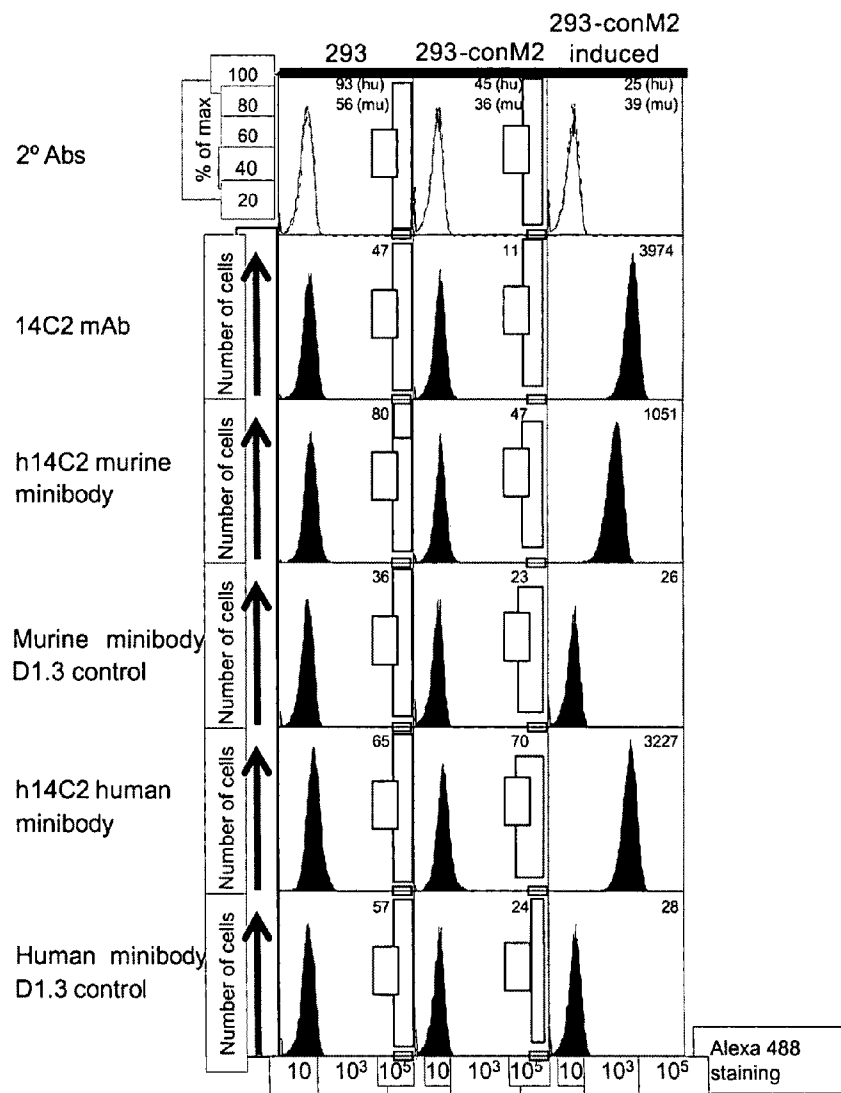 293
293-conM2
293-conM2 induced
2º Abs
% of max
100
80
60
40
20
93 (hu)
56 (mu)
45 (hu)
36 (mu)
25 (hu)
39 (mu)
14C2 mAb
Number of cells
47
11
3974
h14C2 murine
minibody
Number of cells
80
47
1051
Murine minibody
D1.3 control
Number of cells
36
23
26
h14C2 human
minibody
Number of cells
65
70
3227
Human minibody
D1.3 control
Number of cells
57
24
28
10 10³ 10⁵ 10 10³ 10⁵ 10 10³ 10⁵
Alexa 488
staining